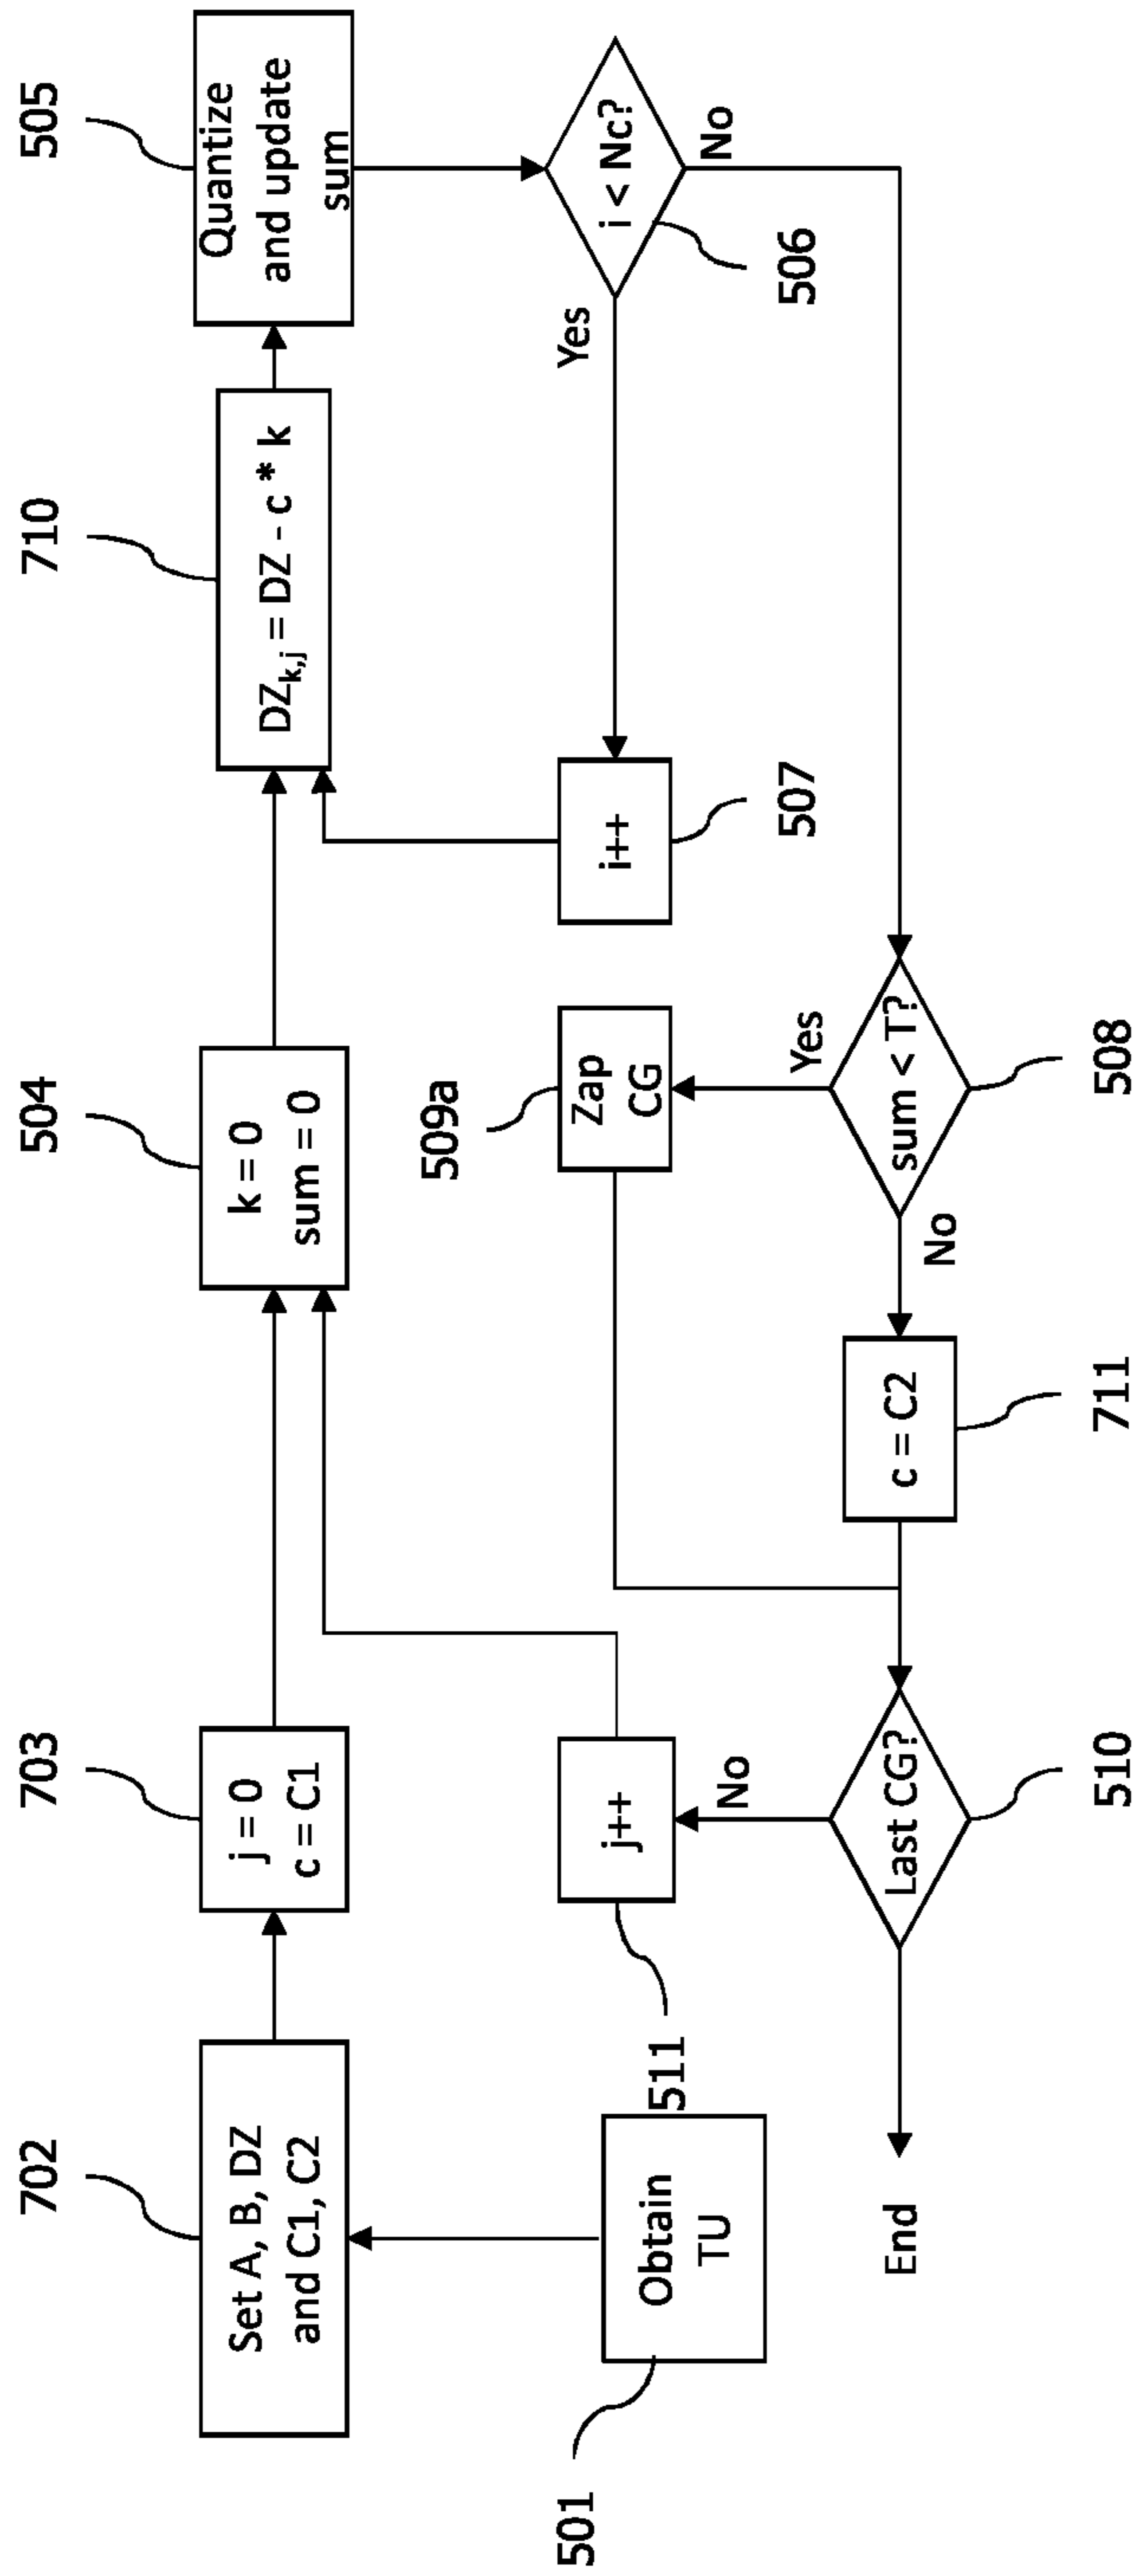 702
Set A, B, DZ
and C1, C2
703
j = 0
c = C1
504
k = 0
sum = 0
710
DZk,j = DZ - c * k
505
Quantize
and update
sum
501
Obtain
TU
511
j++
509a
Zap
CG
507
i++
Yes
i < Nc?
506
No
End
Last CG?
510
No
c = C2
711
No
sum < T?
508
Yes